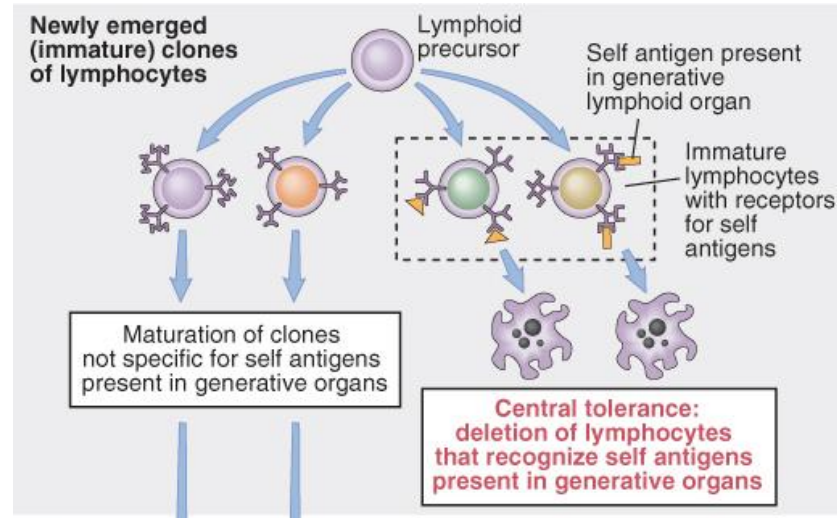 Newly emerged
(immature) clones
of lymphocytes
Lymphoid
precursor
Self antigen present
in generative
lymphoid organ
Immature
lymphocytes
with receptors
for self
antigens
Maturation of clones
not specific for self antigens
present in generative organs
Central tolerance:
deletion of lymphocytes
that recognize self antigens
present in generative organs